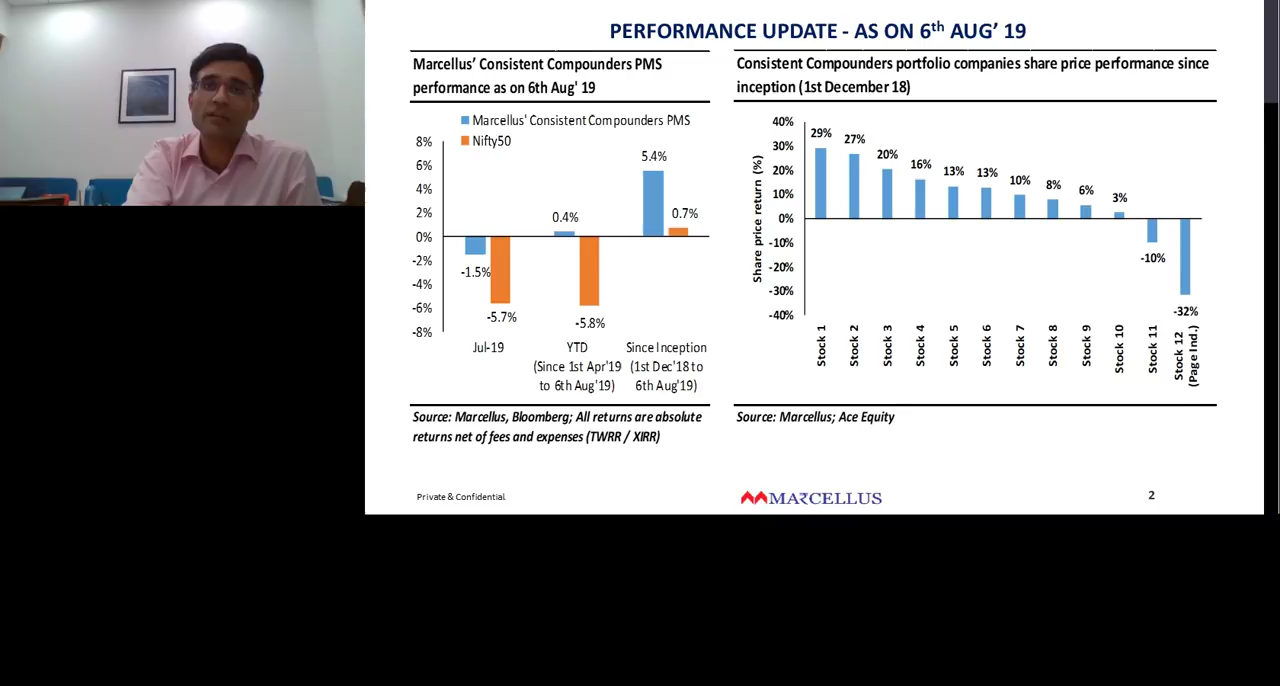 PERFORMANCE UPDATE - AS ON 6th AUG' 19
Marcellus' Consistent Compounders PMS
performance as on 6th Aug' 19
Marcellus' Consistent Compounders PMS
Nifty50
8%
6%
4%
2%
0%
-2%
-4%
-6%
-8%
-1.5%
-5.7%
0.4%
-5.8%
5.4%
0.7%
Jul-19
YTD
(Since 1st Apr'19
to 6th Aug'19)
Since Inception
(1st Dec'18 to
6th Aug'19)
Source: Marcellus, Bloomberg; All returns are absolute
returns net of fees and expenses (TWRR / XIRR)
Consistent Compounders portfolio companies share price performance since
inception (1st December 18)
Share price return (%)
40%
30%
20%
10%
0%
-10%
-20%
-30%
-40%
29%
27%
20%
16%
13%
13%
10%
8%
6%
3%
-10%
-32%
Stock 1
Stock 2
Stock 3
Stock 4
Stock 5
Stock 6
Stock 7
Stock 8
Stock 9
Stock 10
Stock 11
Stock 12
(Page Ind.)
Source: Marcellus; Ace Equity
Private & Confidential
MARCELLUS
2